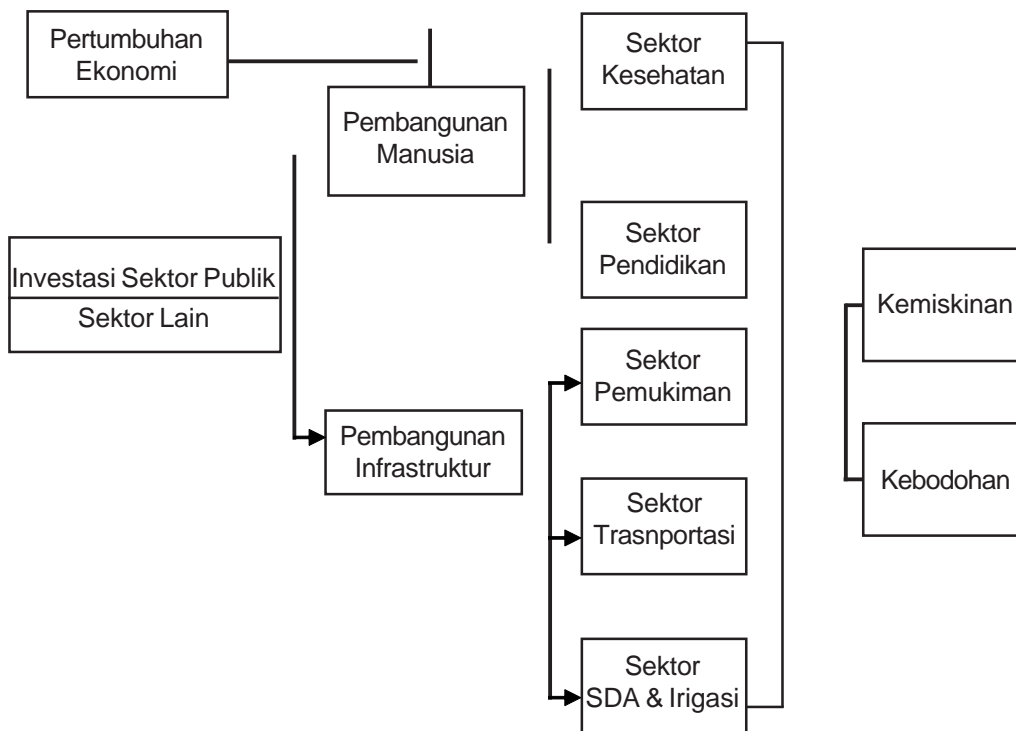 Pertumbuhan
Ekonomi
Pembangunan
Manusia
Investasi Sektor Publik
Sektor Lain
Pembangunan
Infrastruktur
Sektor
Kesehatan
Sektor
Pendidikan
Sektor
Pemukiman
Sektor
Trasnportasi
Sektor
SDA & Irigasi
Kemiskinan
Kebodohan